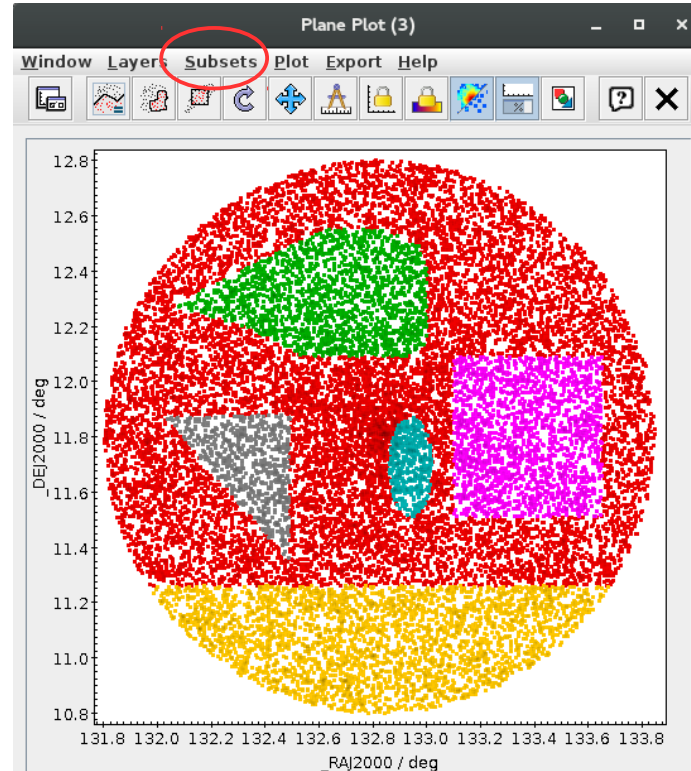 Plane Plot (3)
Window Layers Subsets Plot Export Help
%
?
12.8
12.6
12.4
12.2
12.0
11.8
11.6
11.4
11.2
11.0
10.8
_DEJ2000 / deg
131.8 132.0 132.2 132.4 132.6 132.8 133.0 133.2 133.4 133.6 133.8
_RAJ2000 / deg